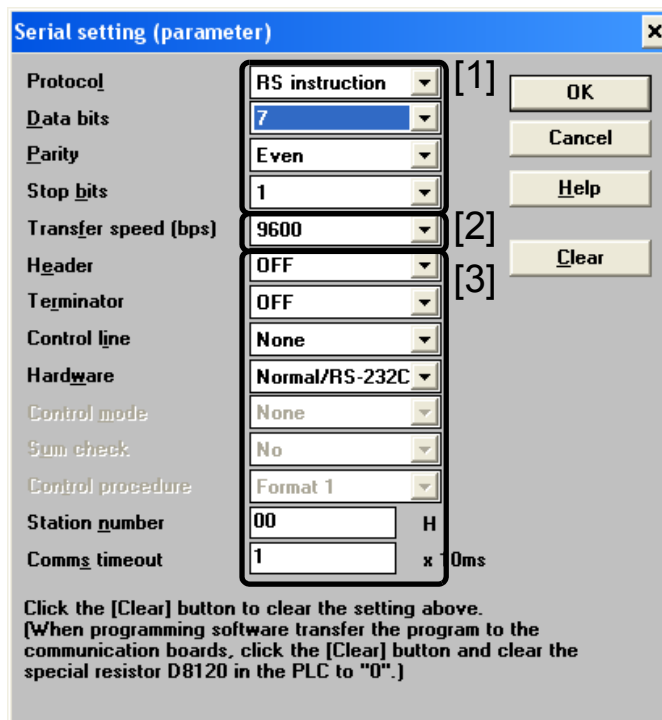 Serial setting (parameter)
Protocol RS instruction [1] OK
Data bits 7
Parity Even Cancel
Stop bits 1 Help
Transfer speed (bps) 9600 [2]
Header OFF [3] Clear
Terminator OFF
Control line None
Hardware Normal/RS-232C
Control mode None
Sum check No
Control procedure Format 1
Station number 00 H
Comms timeout 1 x 10ms
Click the [Clear] button to clear the setting above.
(When programming software transfer the program to the
communication boards, click the [Clear] button and clear the
special resistor D8120 in the PLC to "0".)